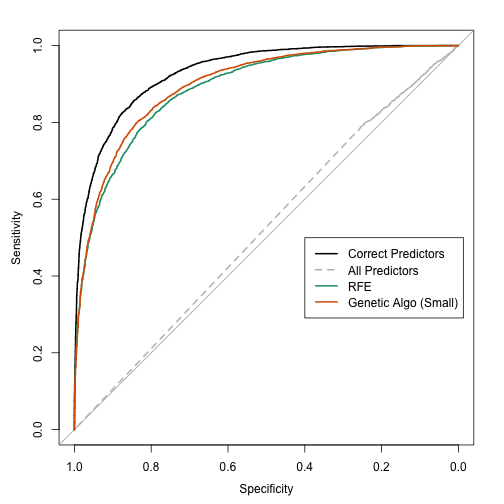 1.0
0.8
0.6
0.4
0.2
0.0
Sensitivity
Correct Predictors
All Predictors
RFE
Genetic Algo (Small)
1.0 0.8 0.6 0.4 0.2 0.0
Specificity